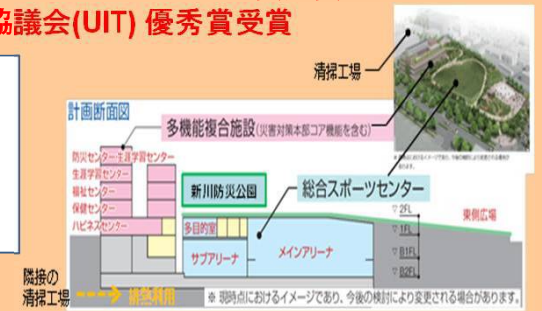 協議会(UIT) 優秀賞受賞
清掃工場
計画断面図
多機能複合施設(災害対策本部コア機能を含む)
防災センター・生涯学習センター
生涯学習センター
福祉センター
保健センター
ハピネスセンター
新川防災公園
総合スポーツセンター
多目的室
サブアリーナ
メインアリーナ
▽2FL
▽1FL
▽B1FL
▽B2FL
東側広場
隣接の
清掃工場
排熱利用
※ 現時点におけるイメージであり、今後の検討により変更される場合があります。